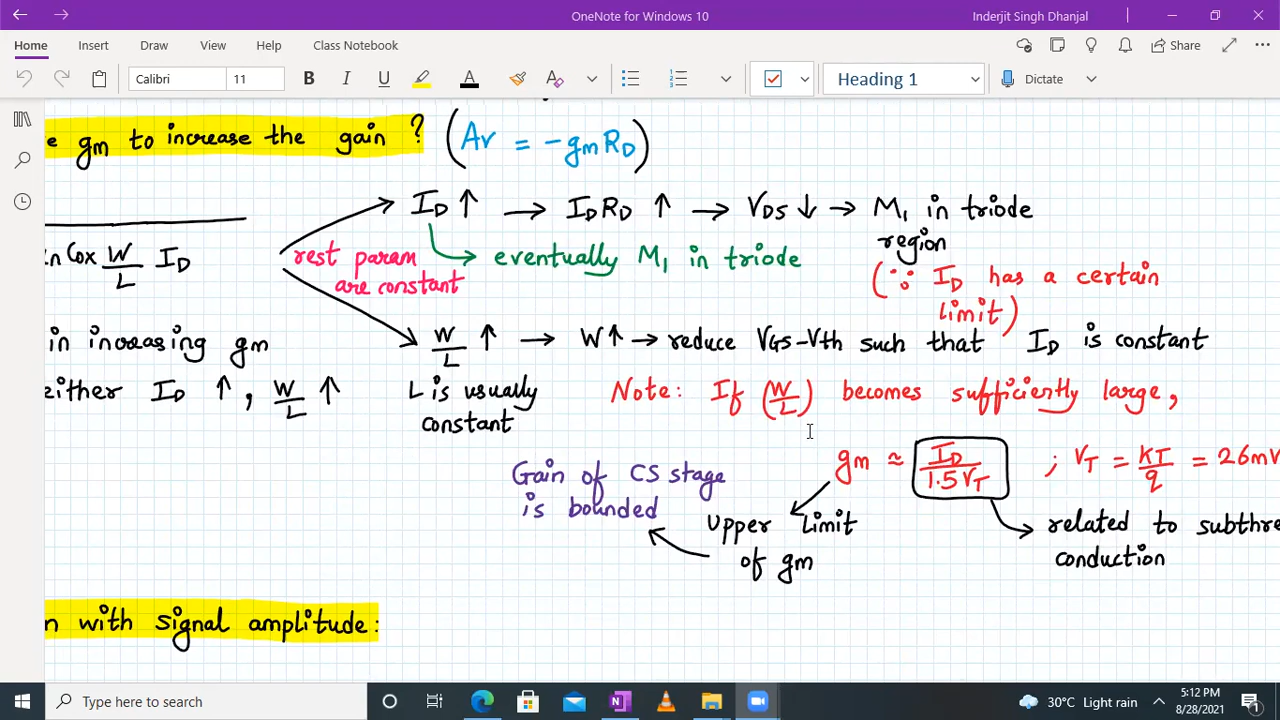 OneNote for Windows 10
Inderjit Singh Dhanjal
Home Insert Draw View Help Class Notebook
Share
Calibri 11 B I U A Heading 1 Dictate
e gm to increase the gain ? (Av = -gmRD)
ID ↑ → IDRD ↑ → VDS ↓ → M1 in triode
region
n Cox W/L ID
rest param
are constant
eventually M1 in triode
(∵ ID has a certain
limit)
in increasing gm
W/L ↑ → W↑ → reduce VGS-Vth such that ID is constant
either ID ↑, W/L ↑
L is usually
constant
Note: If (W/L) becomes sufficiently large,
gm ≈ ID/1.5VT ; VT = KT/q = 26mV
Gain of CS stage
is bounded
Upper limit
of gm
related to subthre
conduction
n with signal amplitude:
Type here to search
30°C Light rain
5:12 PM
8/28/2021